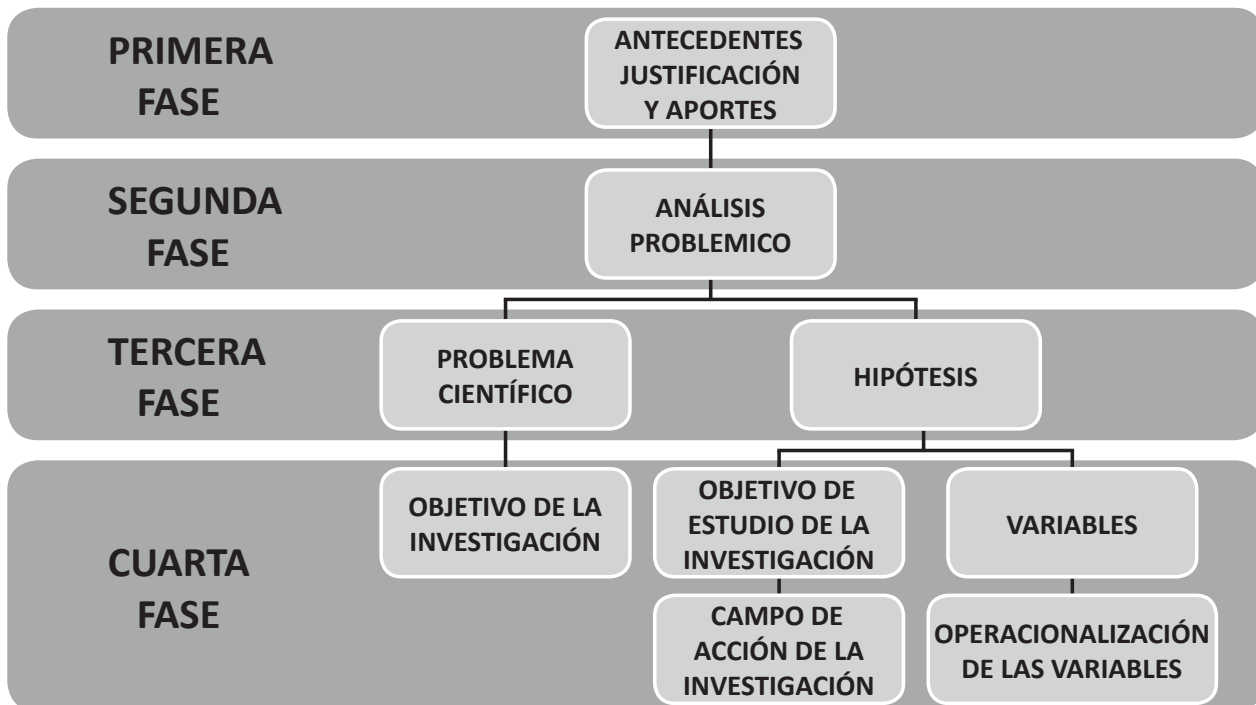 PRIMERA
FASE
ANTECEDENTES
JUSTIFICACIÓN
Y APORTES
SEGUNDA
FASE
ANÁLISIS
PROBLEMICO
TERCERA
FASE
PROBLEMA
CIENTÍFICO
HIPÓTESIS
CUARTA
FASE
OBJETIVO DE LA
INVESTIGACIÓN
OBJETIVO DE
ESTUDIO DE LA
INVESTIGACIÓN
VARIABLES
CAMPO DE
ACCIÓN DE LA
INVESTIGACIÓN
OPERACIONALIZACIÓN
DE LAS VARIABLES